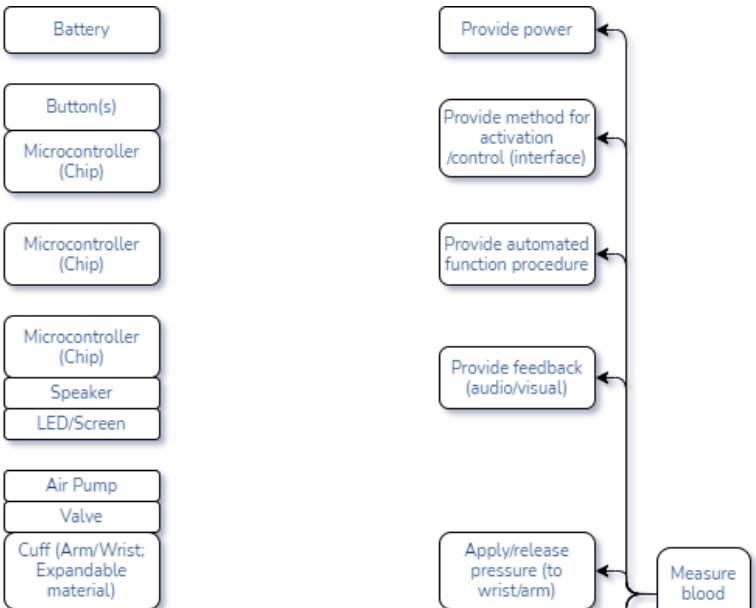 Battery
Provide power
Button(s)
Microcontroller
(Chip)
Provide method for
activation
/control (interface)
Microcontroller
(Chip)
Provide automated
function procedure
Microcontroller
(Chip)
Speaker
LED/Screen
Provide feedback
(audio/visual)
Air Pump
Valve
Cuff (Arm/Wrist;
Expandable
material)
Apply/release
pressure (to
wrist/arm)
Measure
blood